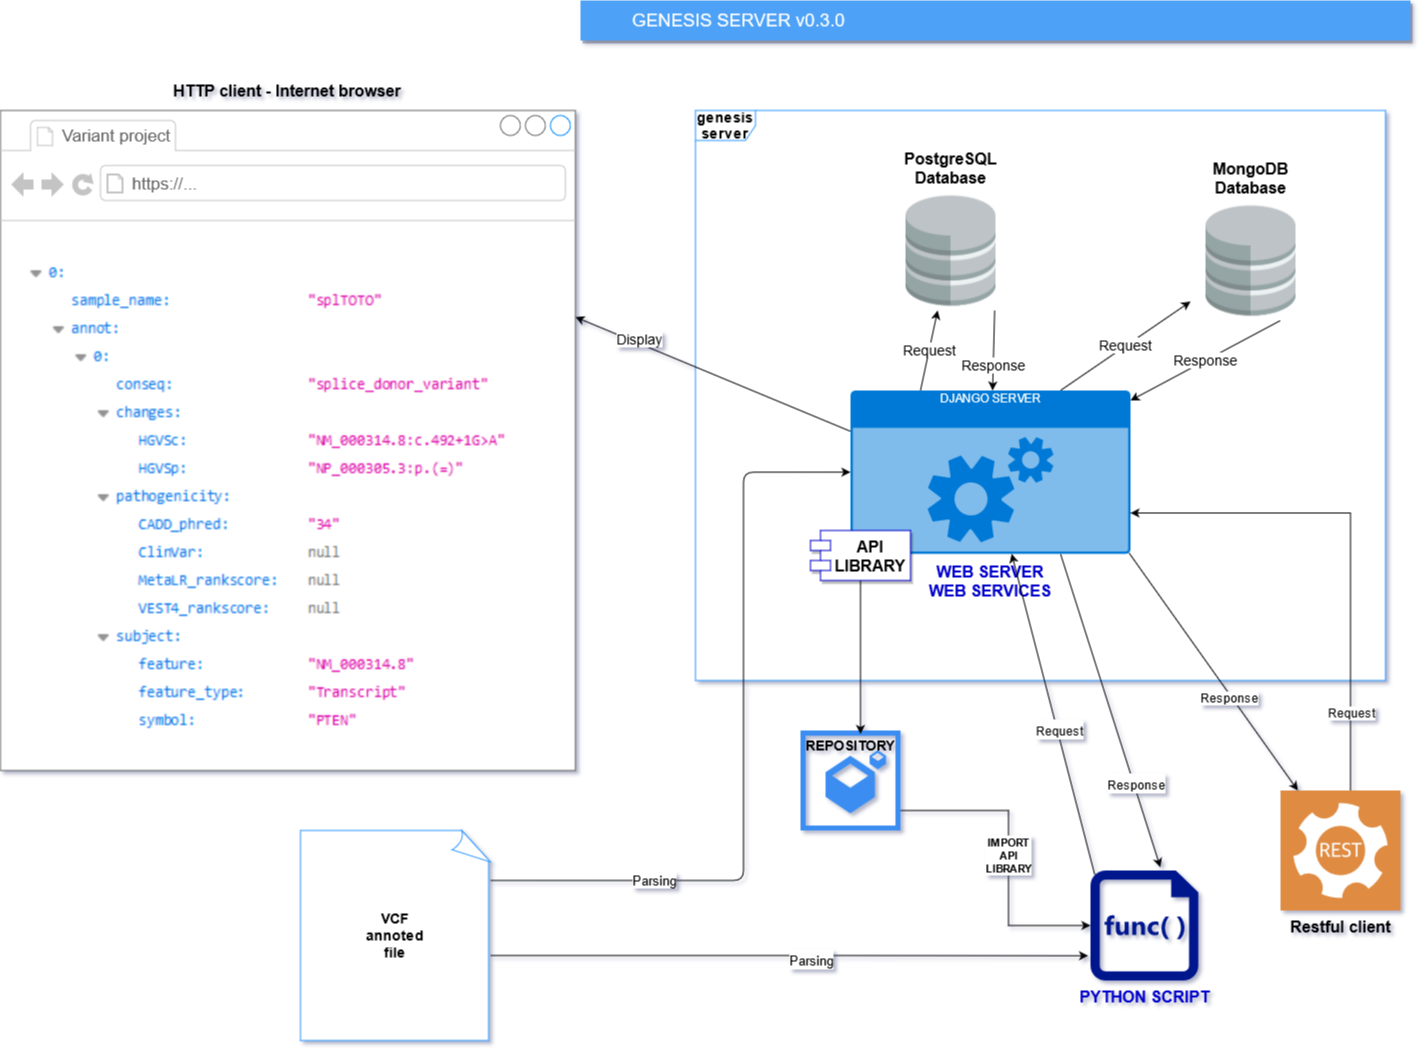 GENESIS SERVER v0.3.0
HTTP client - Internet browser
Variant project
https://...
0:
sample_name: "splTOTO"
annot:
0:
conseq: "splice_donor_variant"
changes:
HGVSc: "NM_000314.8:c.492+1G>A"
HGVSp: "NP_000305.3:p.(=)"
pathogenicity:
CADD_phred: "34"
ClinVar: null
MetaLR_rankscore: null
VEST4_rankscore: null
subject:
feature: "NM_000314.8"
feature_type: "Transcript"
symbol: "PTEN"
genesis
server
PostgreSQL
Database
MongoDB
Database
Display
Request
Response
Request
Response
DJANGO SERVER
API
LIBRARY
WEB SERVER
WEB SERVICES
Response
Request
Request
Response
REPOSITORY
IMPORT
API
LIBRARY
REST
Restful client
Parsing
VCF
annoted
file
func( )
Parsing
PYTHON SCRIPT